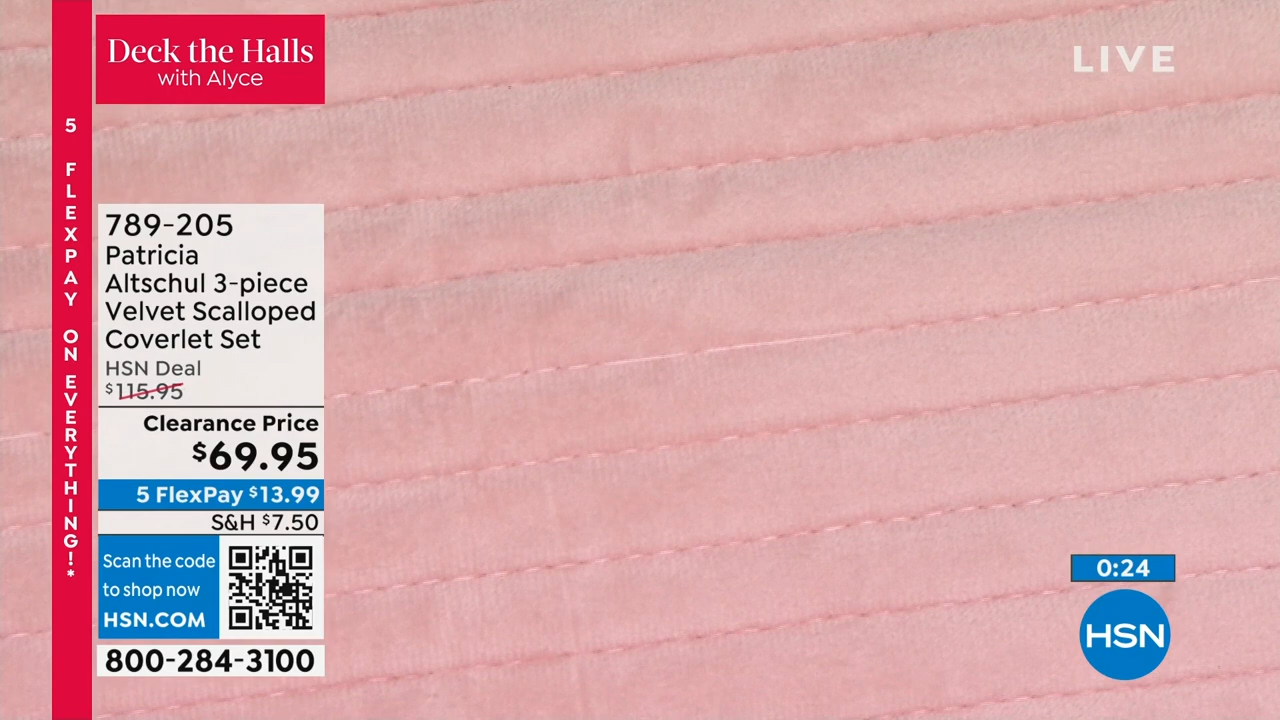 Deck the Halls
with Alyce
LIVE
5 FLEXPAY ON EVERYTHING!*
789-205
Patricia
Altschul 3-piece
Velvet Scalloped
Coverlet Set
HSN Deal
$115.95
Clearance Price
$69.95
5 FlexPay $13.99
S&H $7.50
Scan the code
to shop now
HSN.COM
800-284-3100
0:24
HSN